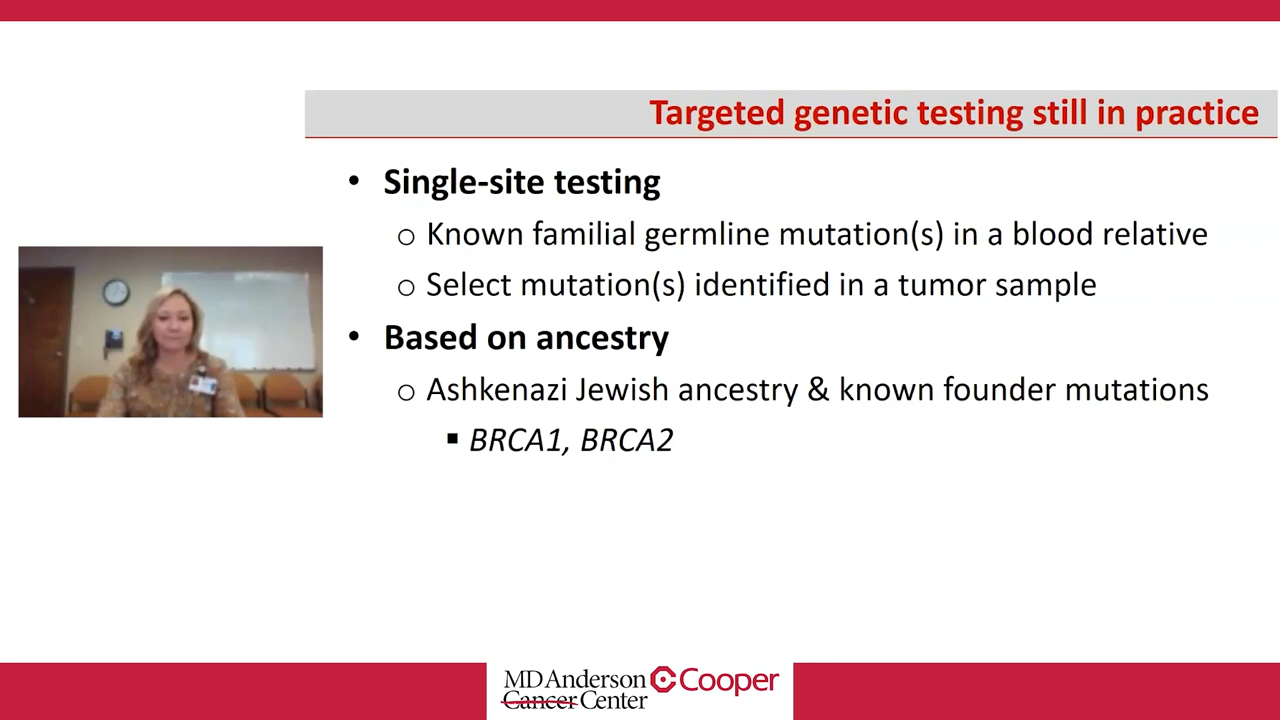 Targeted genetic testing still in practice
• Single-site testing
o Known familial germline mutation(s) in a blood relative
o Select mutation(s) identified in a tumor sample
• Based on ancestry
o Ashkenazi Jewish ancestry & known founder mutations
▪ BRCA1, BRCA2
MD Anderson Cooper
Cancer Center